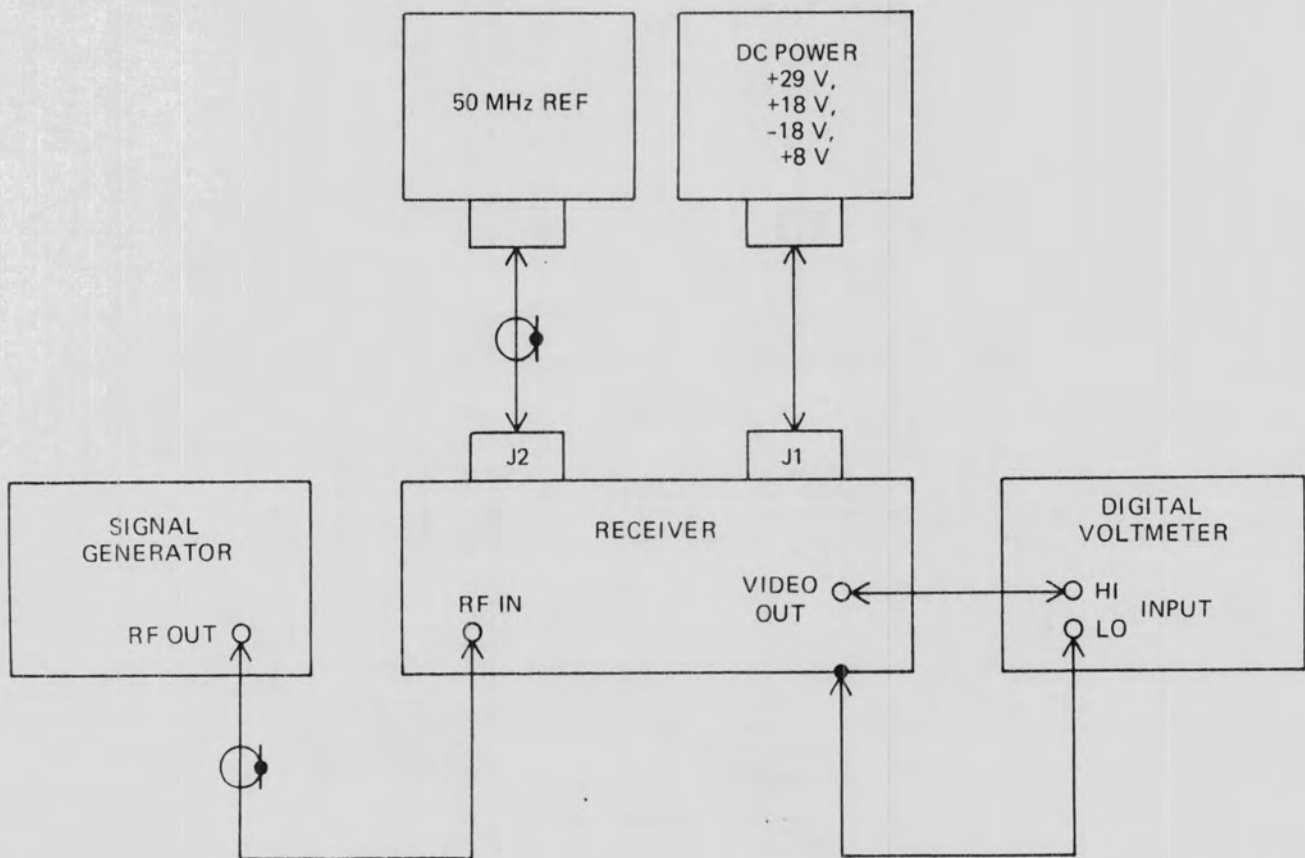 50 MHz REF
DC POWER
+29 V,
+18 V,
-18 V,
+8 V
J2
J1
SIGNAL
GENERATOR
RF OUT
RECEIVER
RF IN
VIDEO
OUT
DIGITAL
VOLTMETER
HI
INPUT
LO